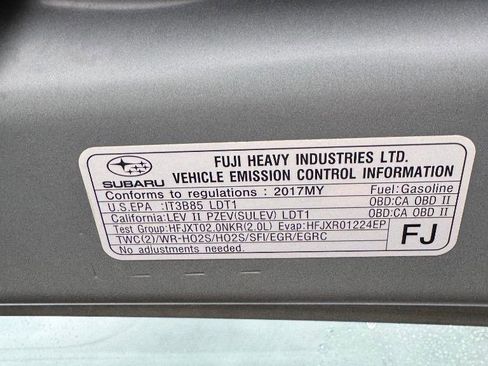 FUJI HEAVY INDUSTRIES LTD.
SUBARU VEHICLE EMISSION CONTROL INFORMATION
Conforms to regulations : 2017MY Fuel:Gasoline
U.S.EPA :IT3B85 LDT1 OBD:CA OBD II
California:LEV II PZEV(SULEV) LDT1 OBD:CA OBD II
Test Group:HFJXT02.0NKR(2.0L) Evap:HFJXR01224EP
TWC(2)/WR-HO2S/HO2S/SFI/EGR/EGRC FJ
No adjustments needed.